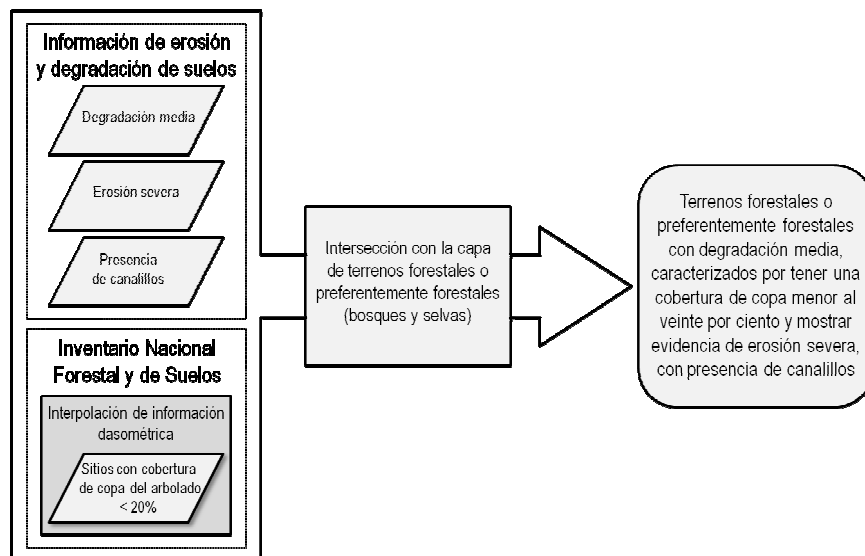 Información de erosión
y degradación de suelos
Degradación media
Erosión severa
Presencia
de canalillos
Inventario Nacional
Forestal y de Suelos
Interpolación de información
dasométrica
Sitios con cobertura
de copa del arbolado
< 20%
Intersección con la capa
de terrenos forestales o
preferentemente forestales
(bosques y selvas)
Terrenos forestales o
preferentemente forestales
con degradación media,
caracterizados por tener una
cobertura de copa menor al
veinte por ciento y mostrar
evidencia de erosión severa,
con presencia de canalillos